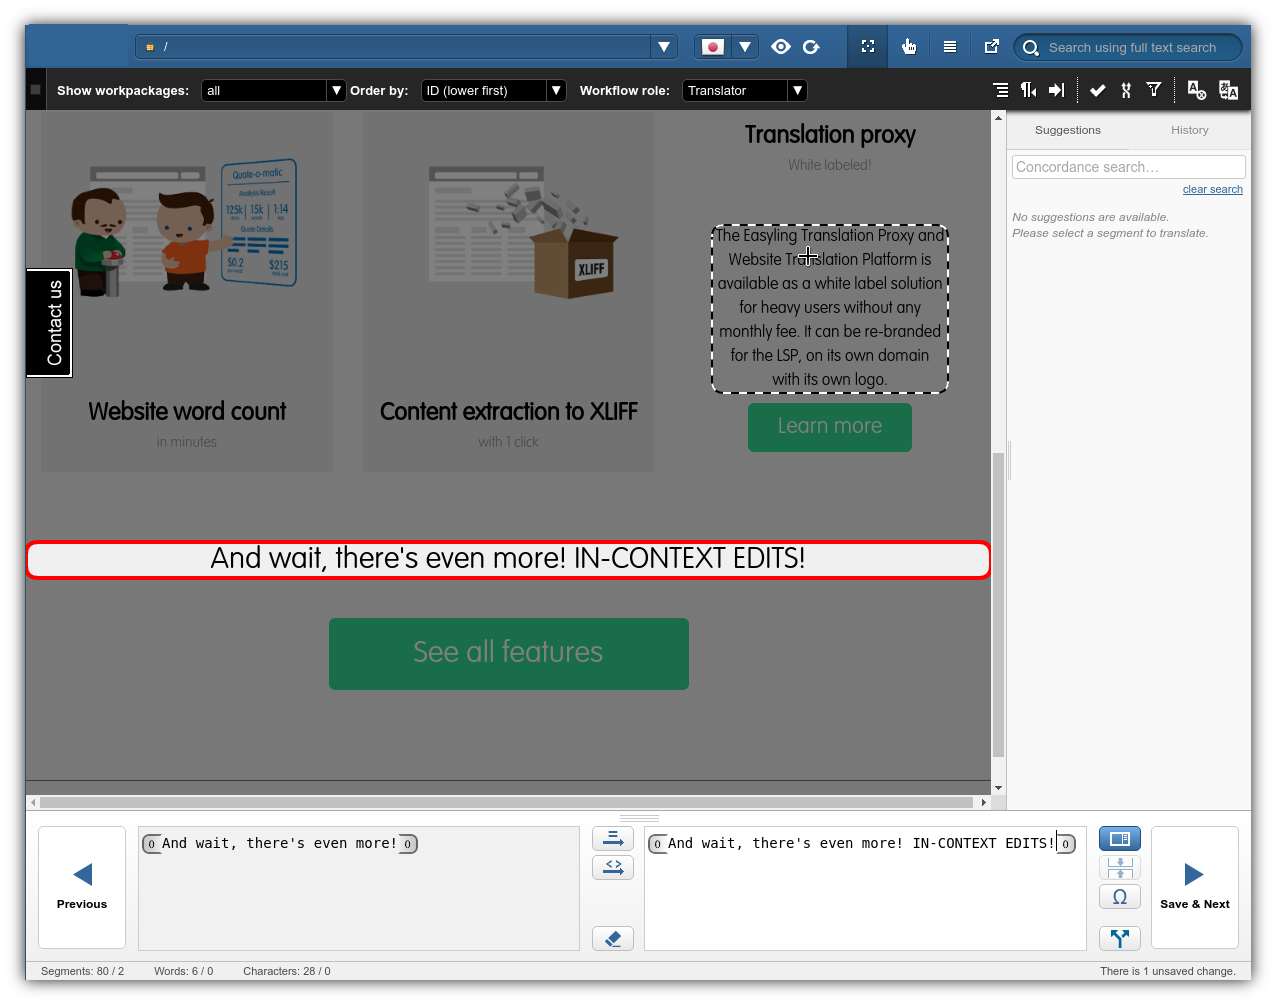 /
Search using full text search
Show workpackages: all Order by: ID (lower first) Workflow role: Translator
Suggestions History
Concordance search…
clear search
No suggestions are available.
Please select a segment to translate.
Contact us
Quote-o-matic
Analysis Result
125k 15k 1:14
Quote Details
$0.2 $215
Website word count
in minutes
XLIFF
Content extraction to XLIFF
with 1 click
Translation proxy
White labeled!
The Easyling Translation Proxy and
Website Translation Platform is
available as a white label solution
for heavy users without any
monthly fee. It can be re-branded
for the LSP, on its own domain
with its own logo.
Learn more
And wait, there's even more! IN-CONTEXT EDITS!
See all features
Previous
0 And wait, there's even more! 0
0 And wait, there's even more! IN-CONTEXT EDITS! 0
Ω
Save & Next
Segments: 80 / 2 Words: 6 / 0 Characters: 28 / 0
There is 1 unsaved change.